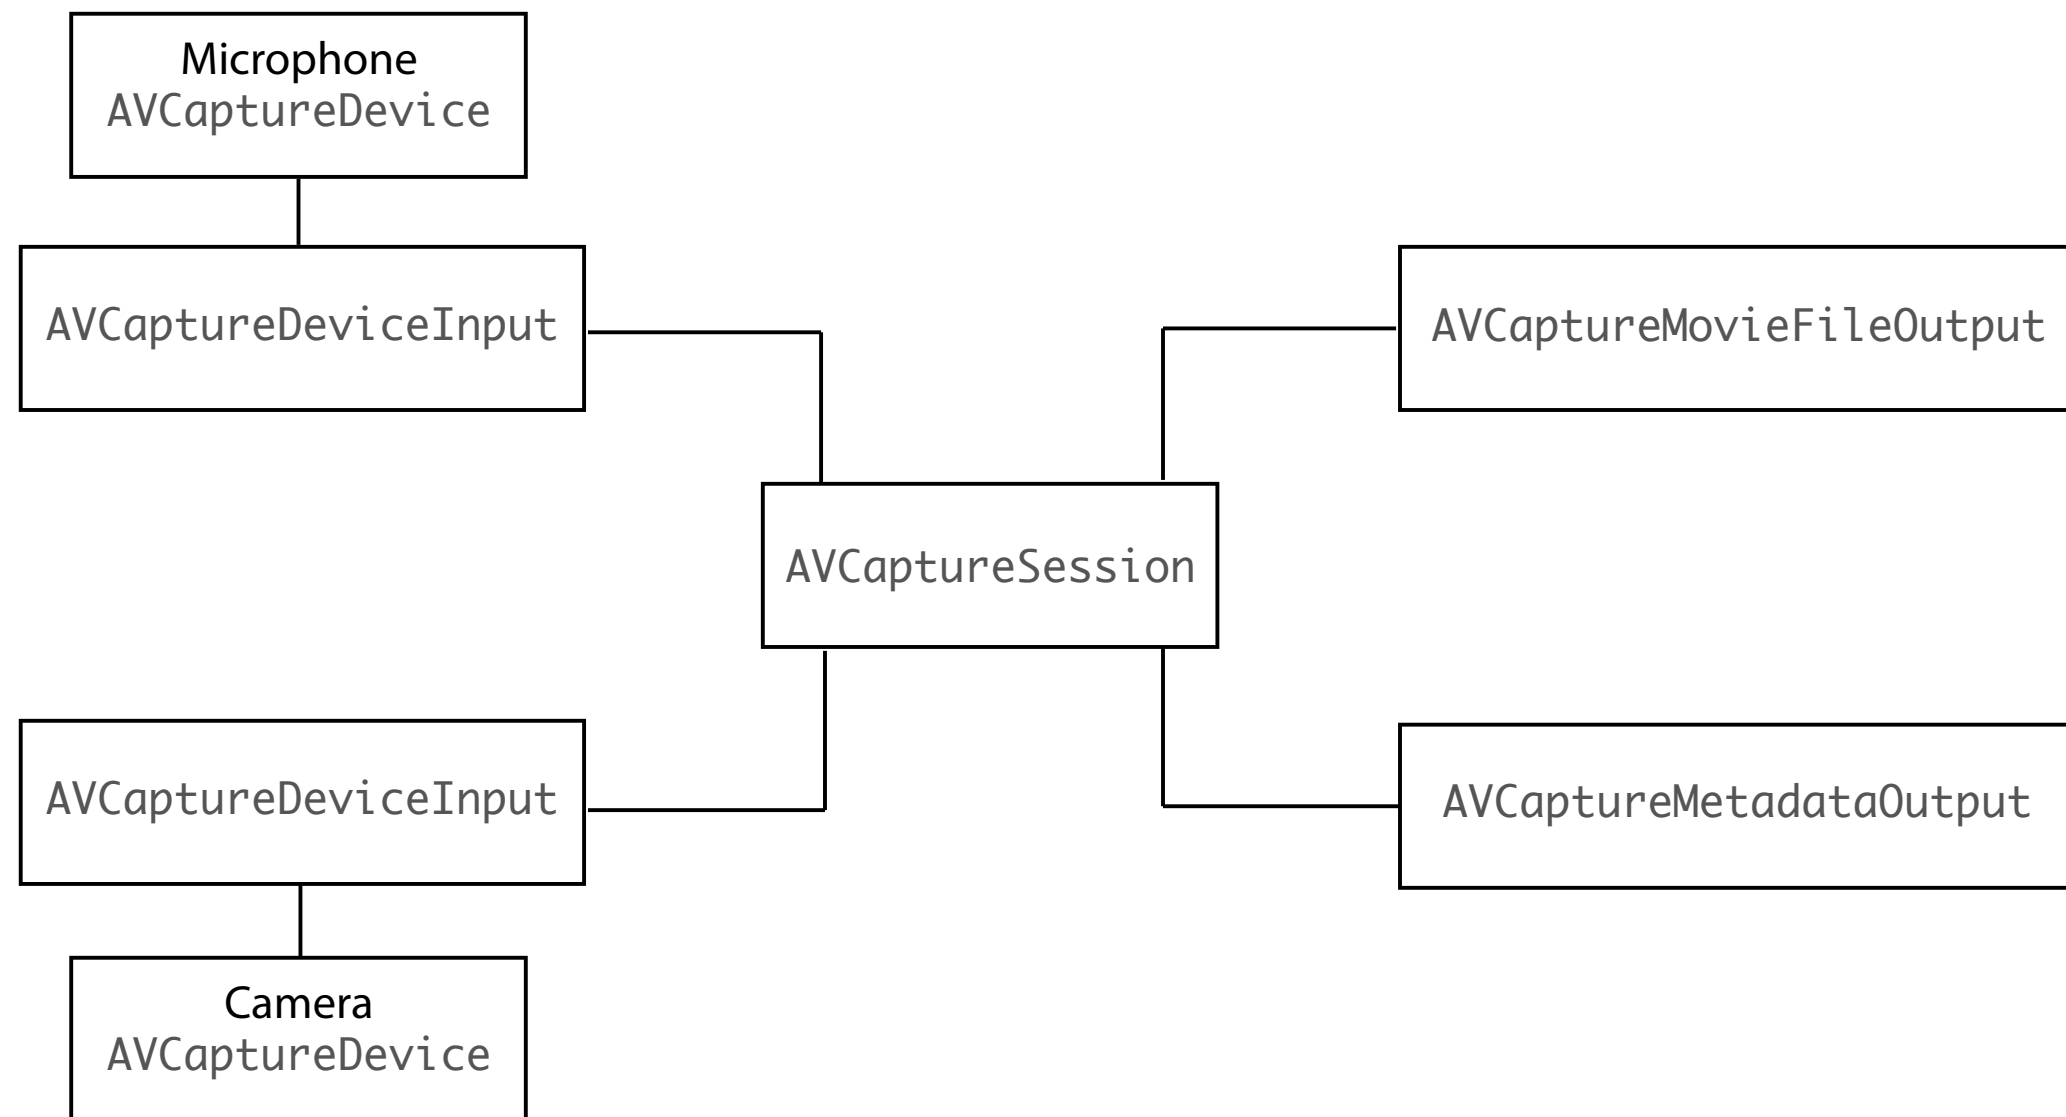 Microphone
AVCaptureDevice
AVCaptureDeviceInput
AVCaptureMovieFileOutput
AVCaptureSession
AVCaptureDeviceInput
AVCaptureMetadataOutput
Camera
AVCaptureDevice